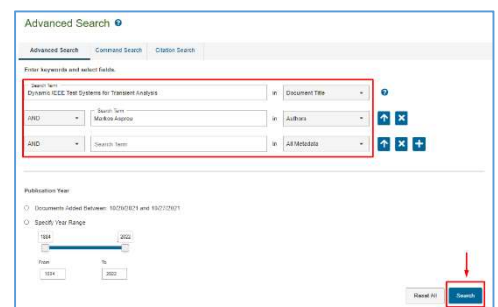 Advanced Search
Advanced Search Command Search Citation Search
Enter keywords and select fields.
Search Term
Dynamic IEEE Test Systems for Transient Analysis in Document Title
AND Search Term
Markos Asprou in Authors
AND Search Term in All Metadata
Publication Year
Documents Added Between: 10/20/2021 and 10/27/2021
Specify Year Range
1884 2022
From To
1884 2022
Reset All Search